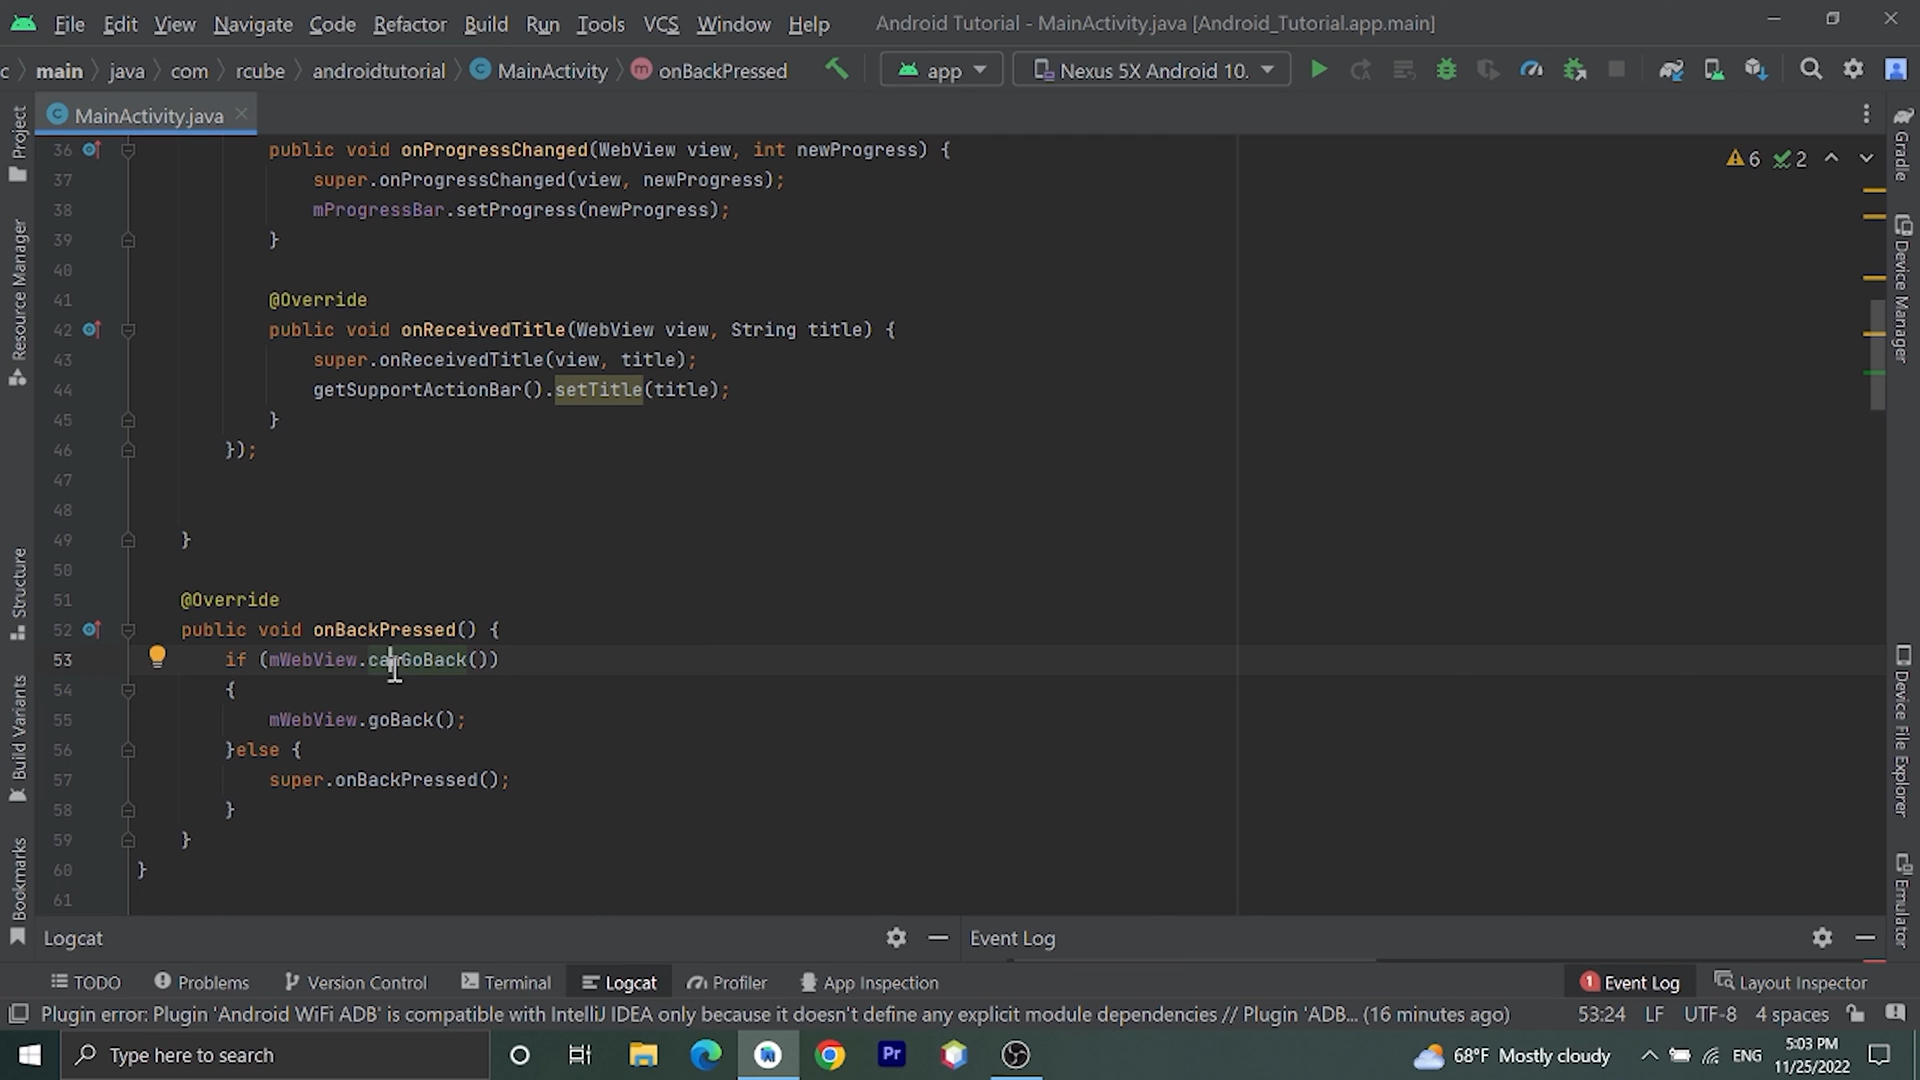 File Edit View Navigate Code Refactor Build Run Tools VCS Window Help Android Tutorial - MainActivity.java [Android_Tutorial.app.main]
c main java com rcube androidtutorial MainActivity onBackPressed app Nexus 5X Android 10.
MainActivity.java
36 public void onProgressChanged(WebView view, int newProgress) {
6 2
37 super.onProgressChanged(view, newProgress);
38 mProgressBar.setProgress(newProgress);
39 }
40
41 @Override
42 public void onReceivedTitle(WebView view, String title) {
43 super.onReceivedTitle(view, title);
44 getSupportActionBar().setTitle(title);
45 }
46 });
47
48
49 }
50
51 @Override
52 public void onBackPressed() {
53 if (mWebView.canGoBack())
54 {
55 mWebView.goBack();
56 }else {
57 super.onBackPressed();
58 }
59 }
60 }
61
Project
Resource Manager
Structure
Build Variants
Bookmarks
Gradle
Device Manager
Device File Explorer
Emulator
Logcat Event Log
TODO Problems Version Control Terminal Logcat Profiler App Inspection 1 Event Log Layout Inspector
Plugin error: Plugin 'Android WiFi ADB' is compatible with IntelliJ IDEA only because it doesn't define any explicit module dependencies // Plugin 'ADB... (16 minutes ago) 53:24 LF UTF-8 4 spaces
Type here to search Pr 68°F Mostly cloudy ENG 5:03 PM
11/25/2022